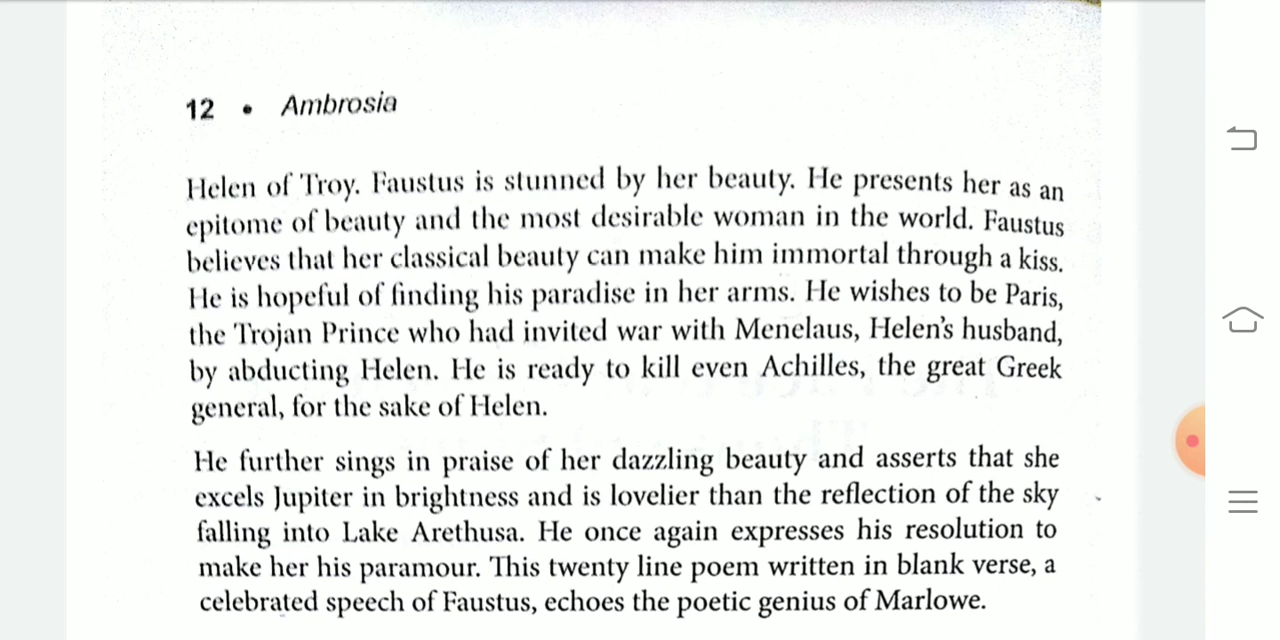 12 • Ambrosia
Helen of Troy. Faustus is stunned by her beauty. He presents her as an
epitome of beauty and the most desirable woman in the world. Faustus
believes that her classical beauty can make him immortal through a kiss.
He is hopeful of finding his paradise in her arms. He wishes to be Paris,
the Trojan Prince who had invited war with Menelaus, Helen's husband,
by abducting Helen. He is ready to kill even Achilles, the great Greek
general, for the sake of Helen.
He further sings in praise of her dazzling beauty and asserts that she
excels Jupiter in brightness and is lovelier than the reflection of the sky
falling into Lake Arethusa. He once again expresses his resolution to
make her his paramour. This twenty line poem written in blank verse, a
celebrated speech of Faustus, echoes the poetic genius of Marlowe.